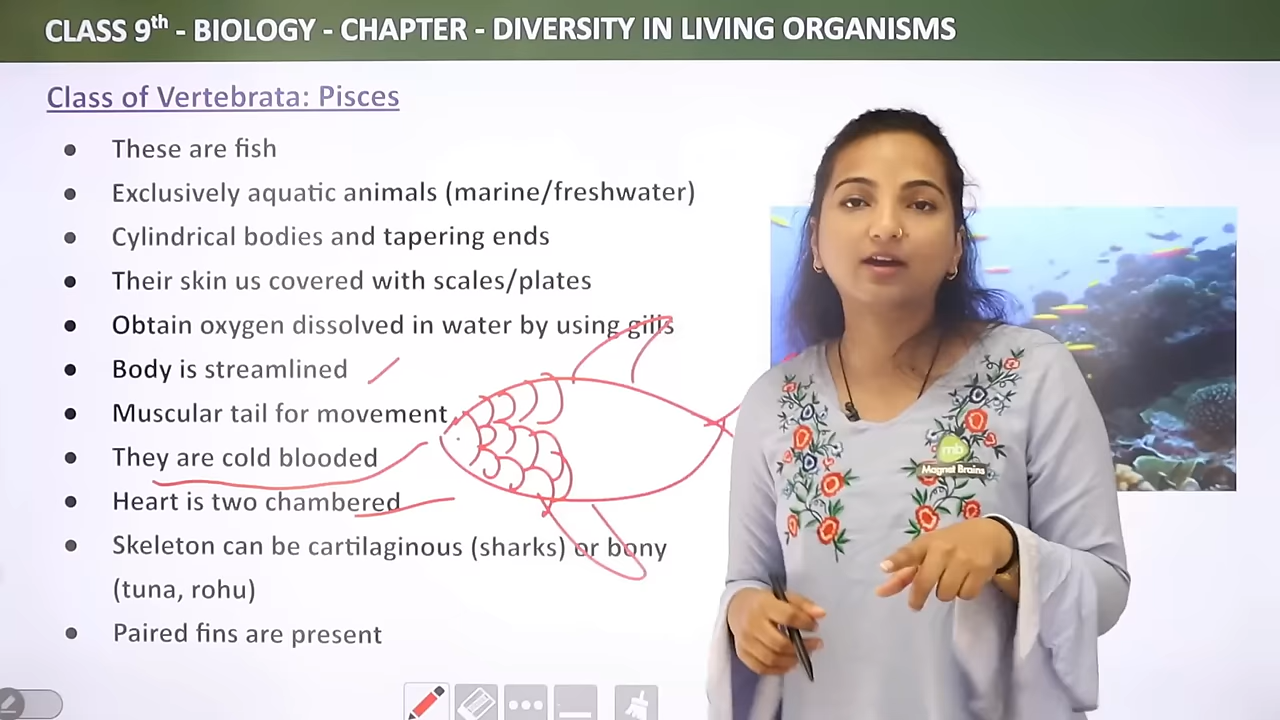 CLASS 9th - BIOLOGY - CHAPTER - DIVERSITY IN LIVING ORGANISMS
Class of Vertebrata: Pisces
● These are fish
● Exclusively aquatic animals (marine/freshwater)
● Cylindrical bodies and tapering ends
● Their skin us covered with scales/plates
● Obtain oxygen dissolved in water by using gills
● Body is streamlined
● Muscular tail for movement
● They are cold blooded
● Heart is two chambered
● Skeleton can be cartilaginous (sharks) or bony
(tuna, rohu)
● Paired fins are present
mb
Magnet Brains